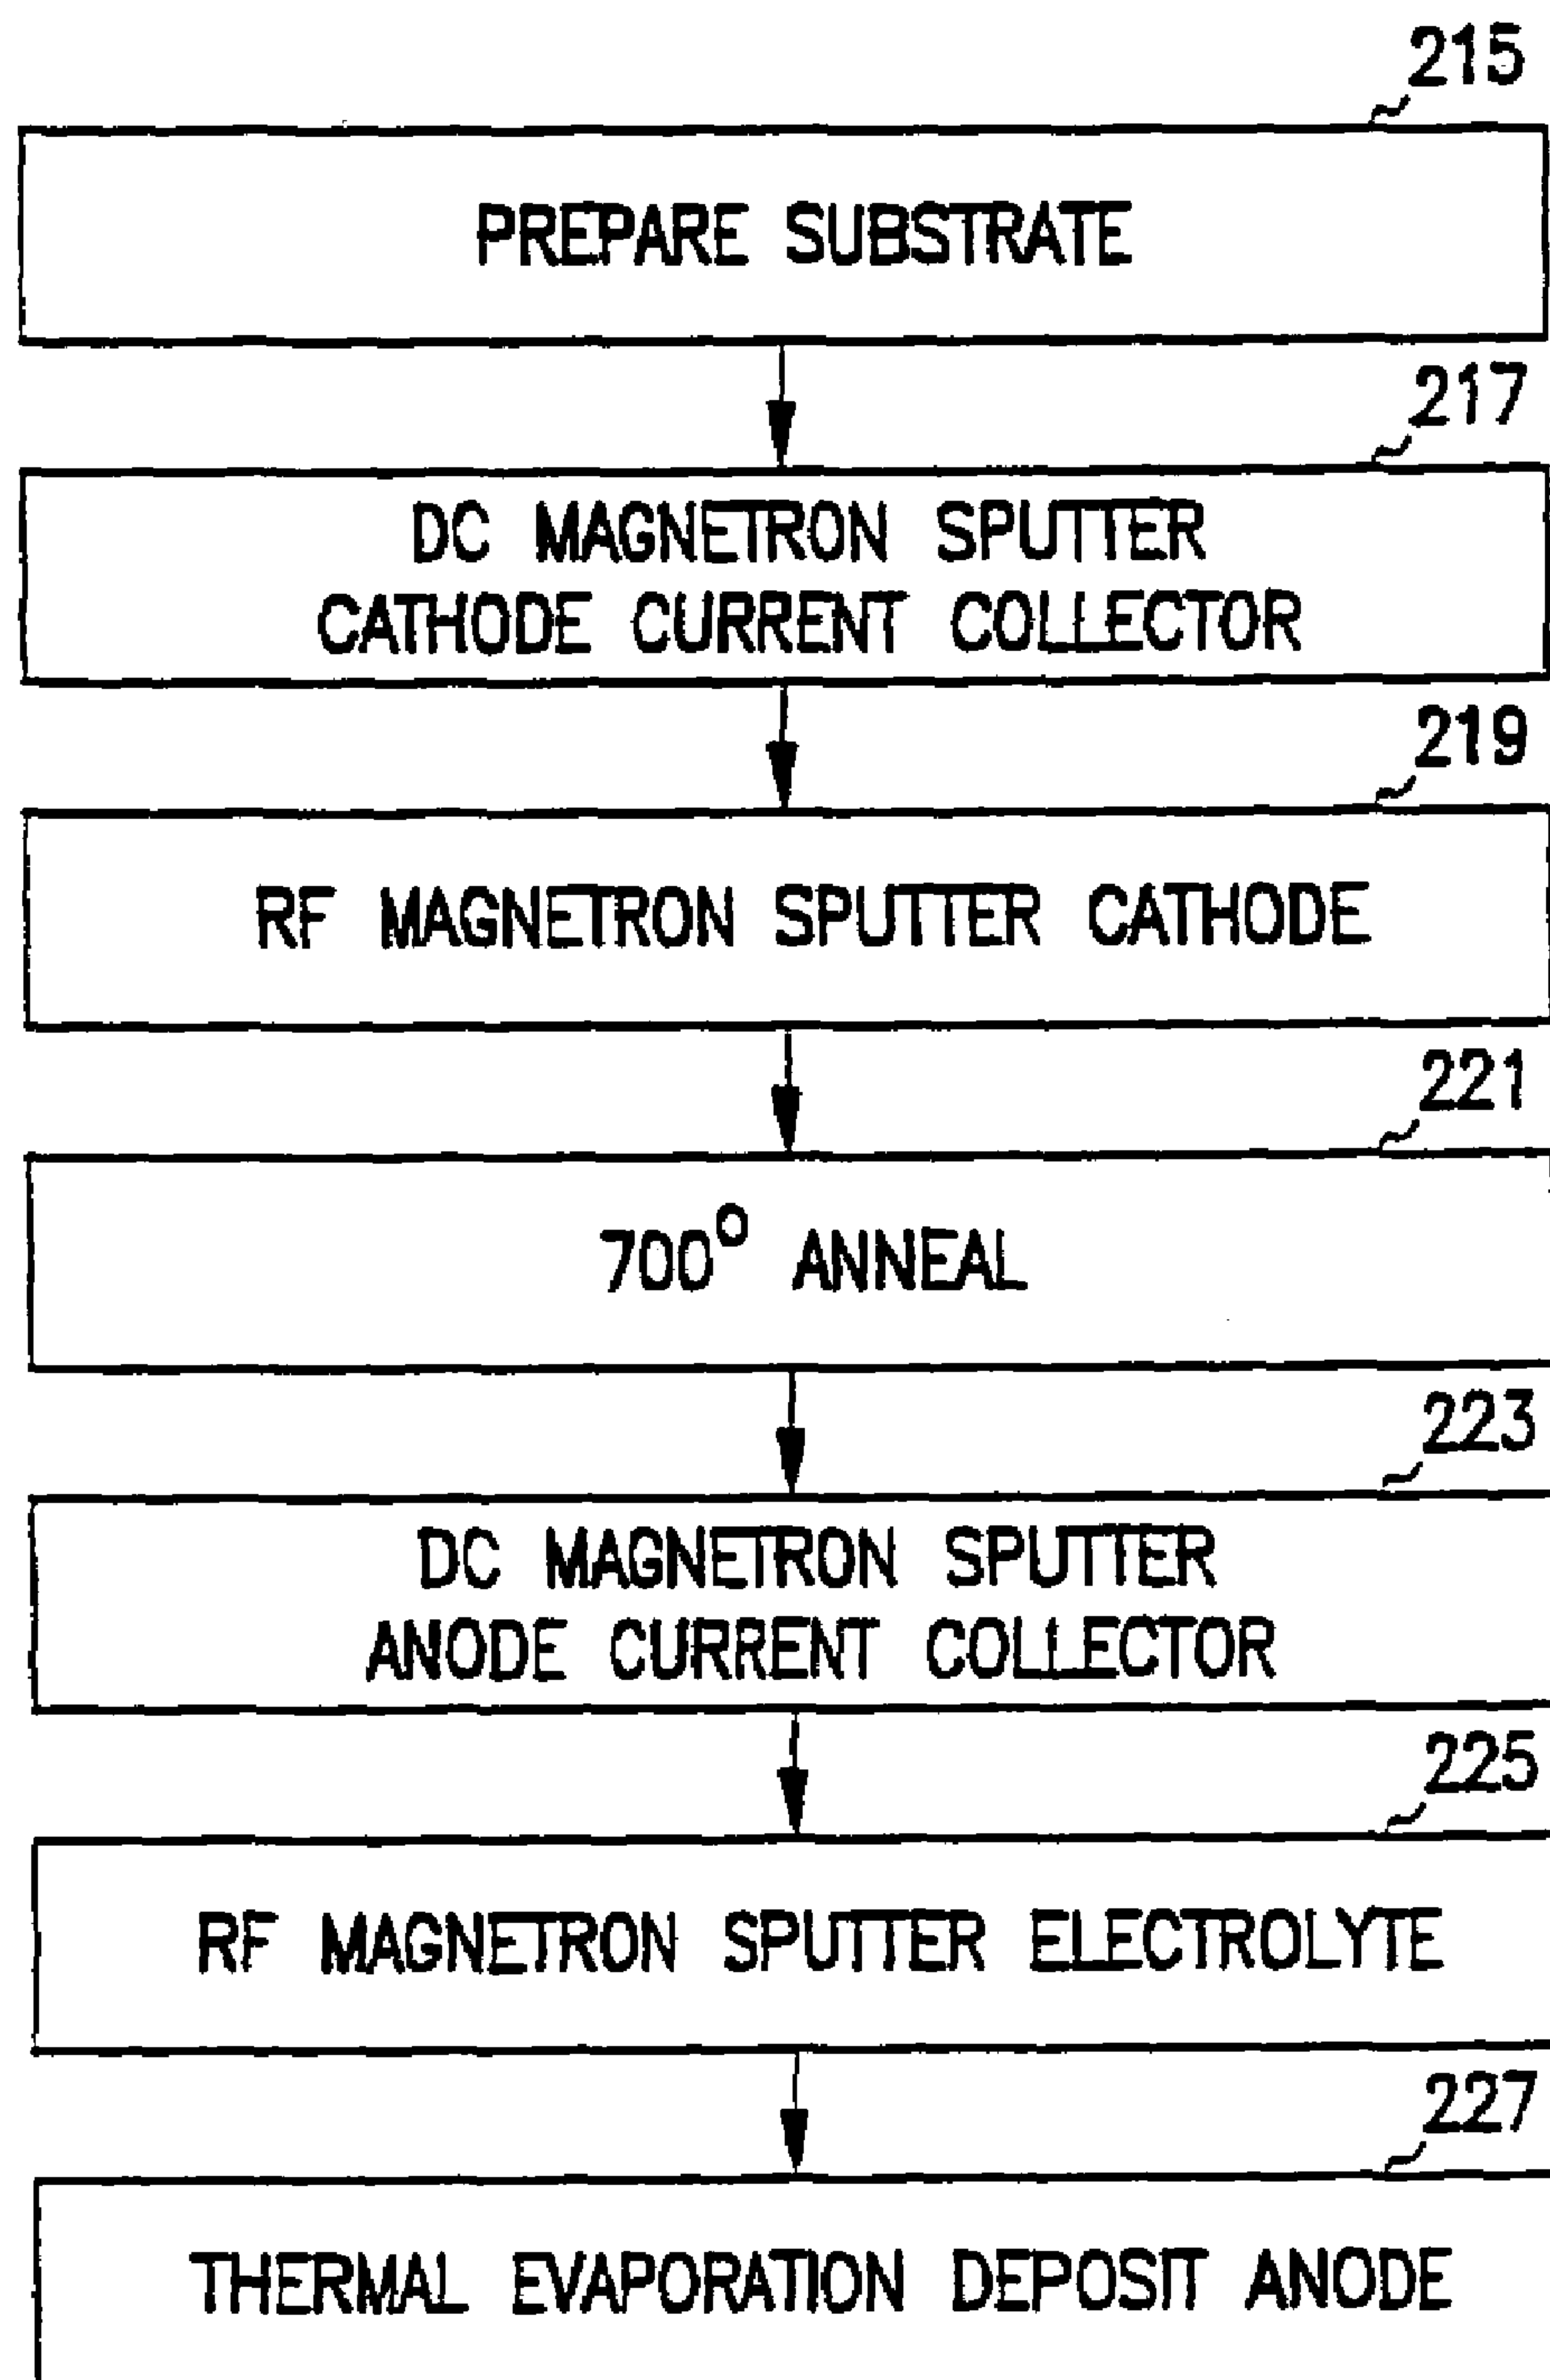 215
PREPARE SUBSTRATE
217
DC MAGNETRON SPUTTER
CATHODE CURRENT COLLECTOR
219
RF MAGNETRON SPUTTER CATHODE
221
700° ANNEAL
223
DC MAGNETRON SPUTTER
ANODE CURRENT COLLECTOR
225
RF MAGNETRON SPUTTER ELECTROLYTE
227
THERMAL EVAPORATION DEPOSIT ANODE